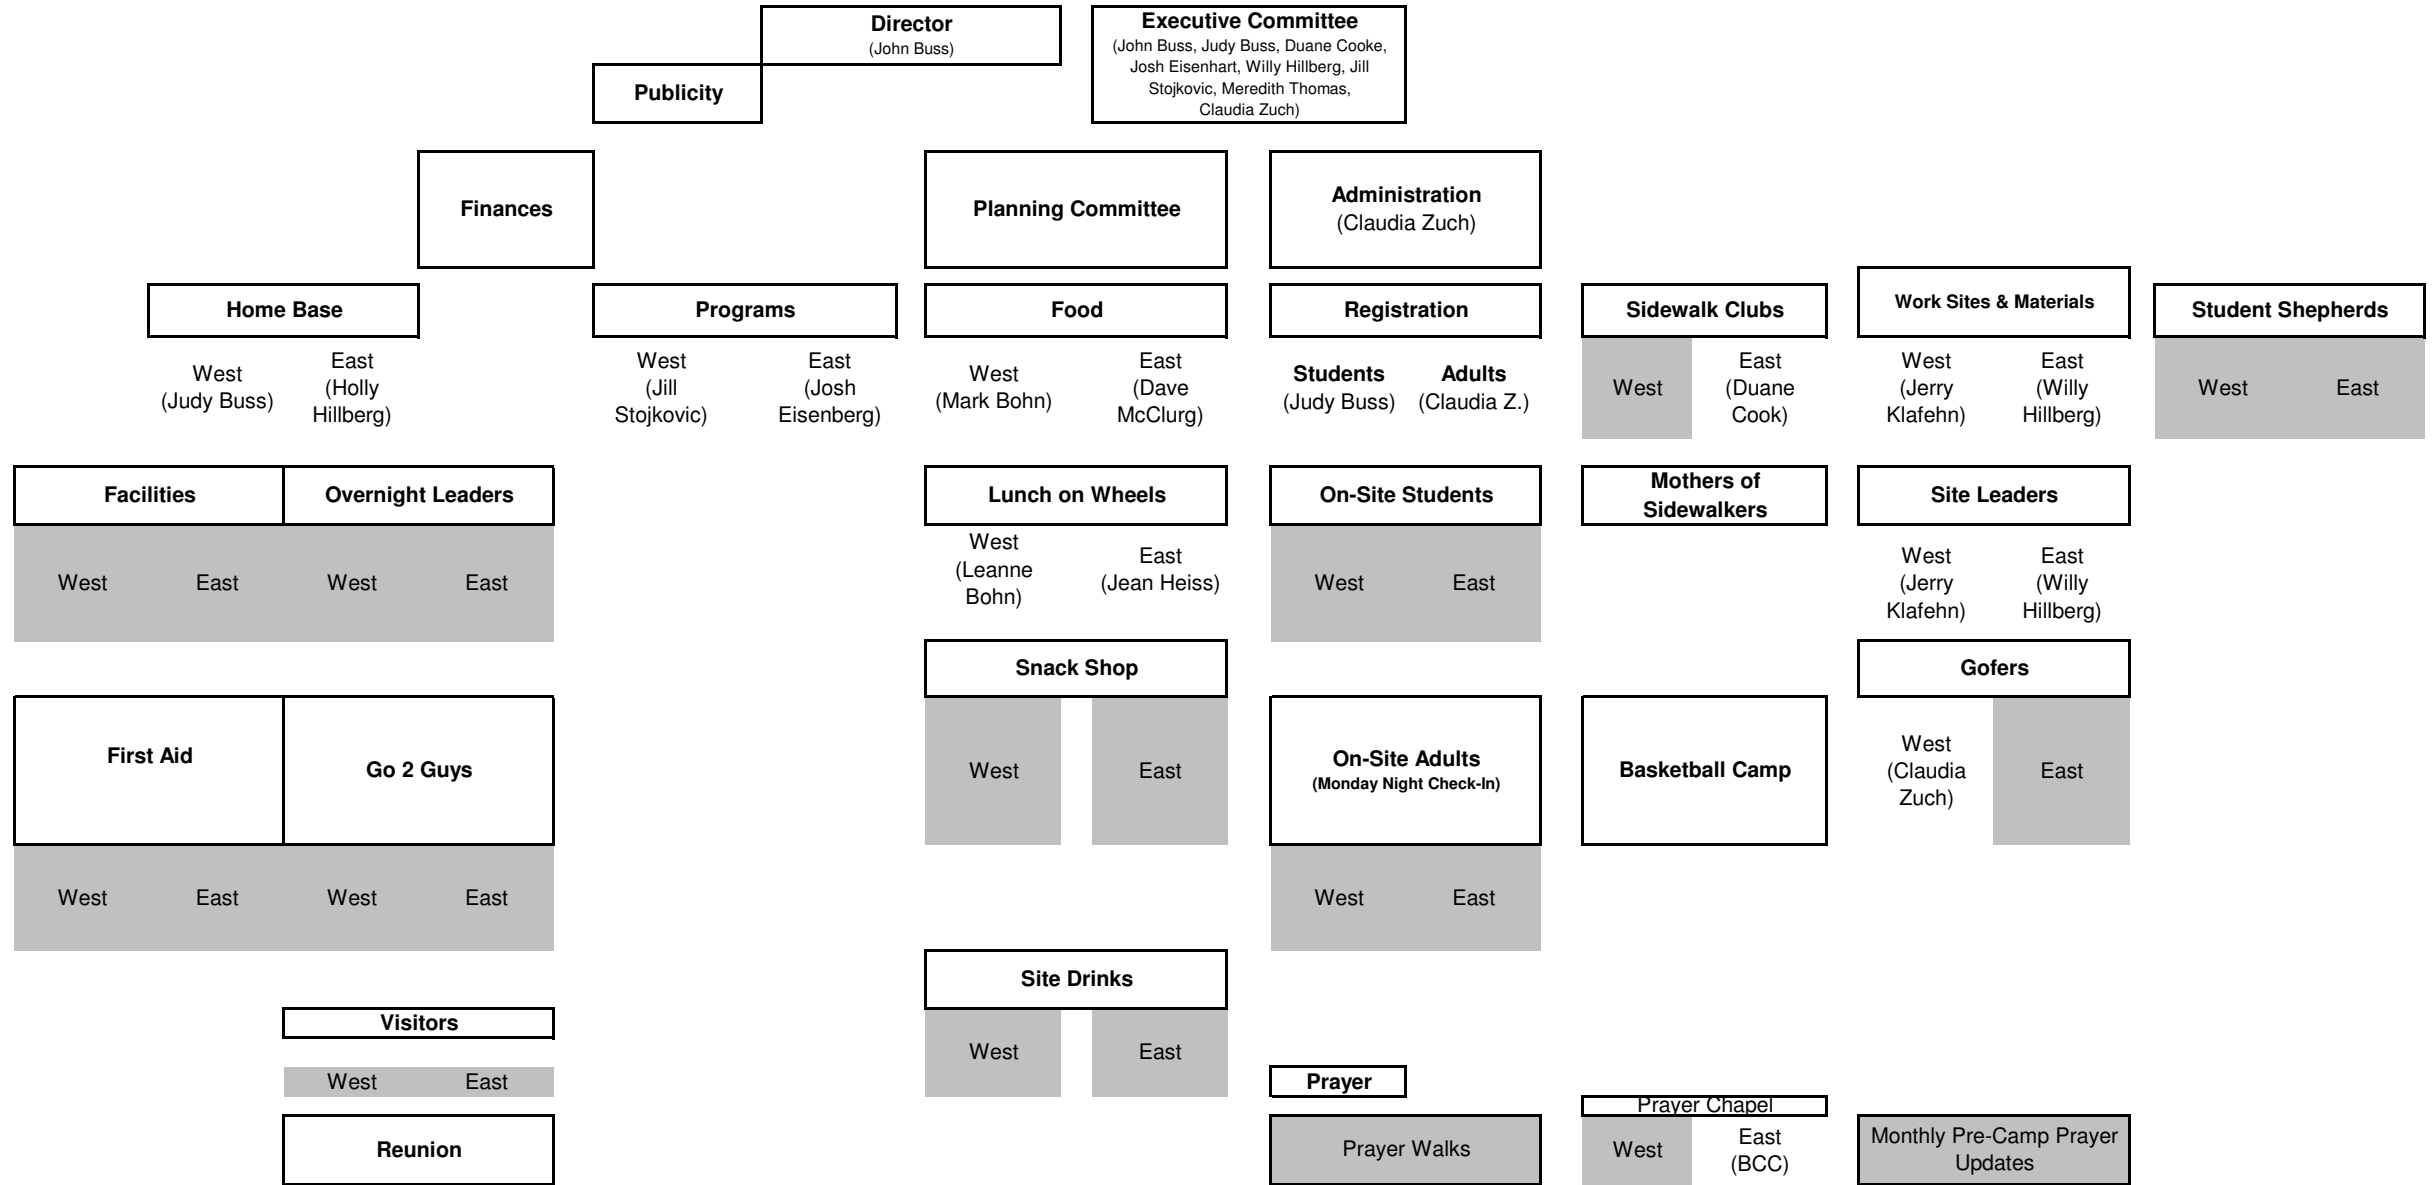 Director
(John Buss)
Executive Committee
(John Buss, Judy Buss, Duane Cooke,
Josh Eisenhart, Willy Hillberg, Jill
Stojkovic, Meredith Thomas,
Claudia Zuch)
Publicity
Finances
Planning Committee
Administration
(Claudia Zuch)
Home Base
Programs
Food
Registration
Sidewalk Clubs
Work Sites & Materials
Student Shepherds
West
(Judy Buss)
East
(Holly
Hillberg)
West
(Jill
Stojkovic)
East
(Josh
Eisenberg)
West
(Mark Bohn)
East
(Dave
McClurg)
Students
(Judy Buss)
Adults
(Claudia Z.)
West
East
(Duane
Cook)
West
(Jerry
Klafehn)
East
(Willy
Hillberg)
West
East
Facilities
Overnight Leaders
Lunch on Wheels
On-Site Students
Mothers of
Sidewalkers
Site Leaders
West
East
West
East
West
(Leanne
Bohn)
East
(Jean Heiss)
West
East
West
(Jerry
Klafehn)
East
(Willy
Hillberg)
Snack Shop
Gofers
First Aid
Go 2 Guys
West
East
On-Site Adults
(Monday Night Check-In)
Basketball Camp
West
(Claudia
Zuch)
East
West
East
West
East
West
East
Site Drinks
Visitors
West
East
West
East
Prayer
Prayer Chapel
Reunion
Prayer Walks
West
East
(BCC)
Monthly Pre-Camp Prayer
Updates